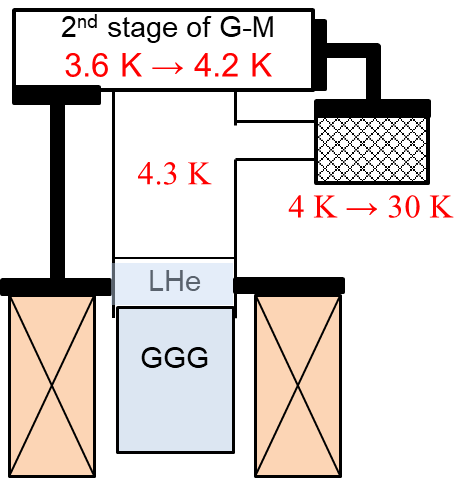 2nd stage of G-M
3.6 K → 4.2 K
4.3 K
4 K → 30 K
LHe
GGG